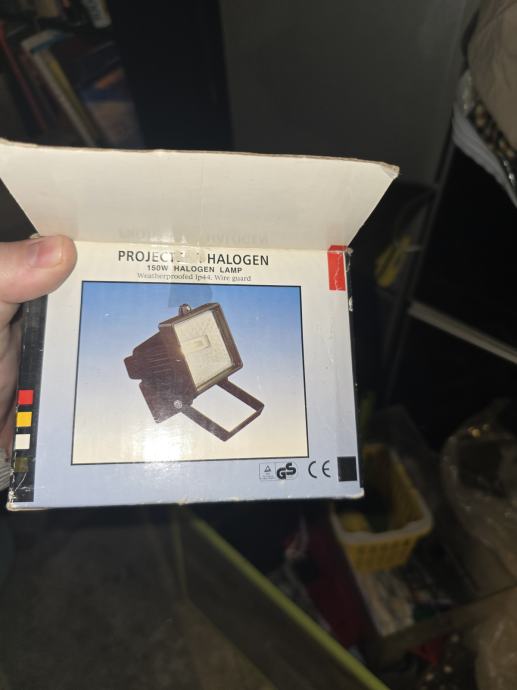 HALOGEN
150W HALOGEN LAMP
Weatherproofed Ip44. Wire guard
GS CE